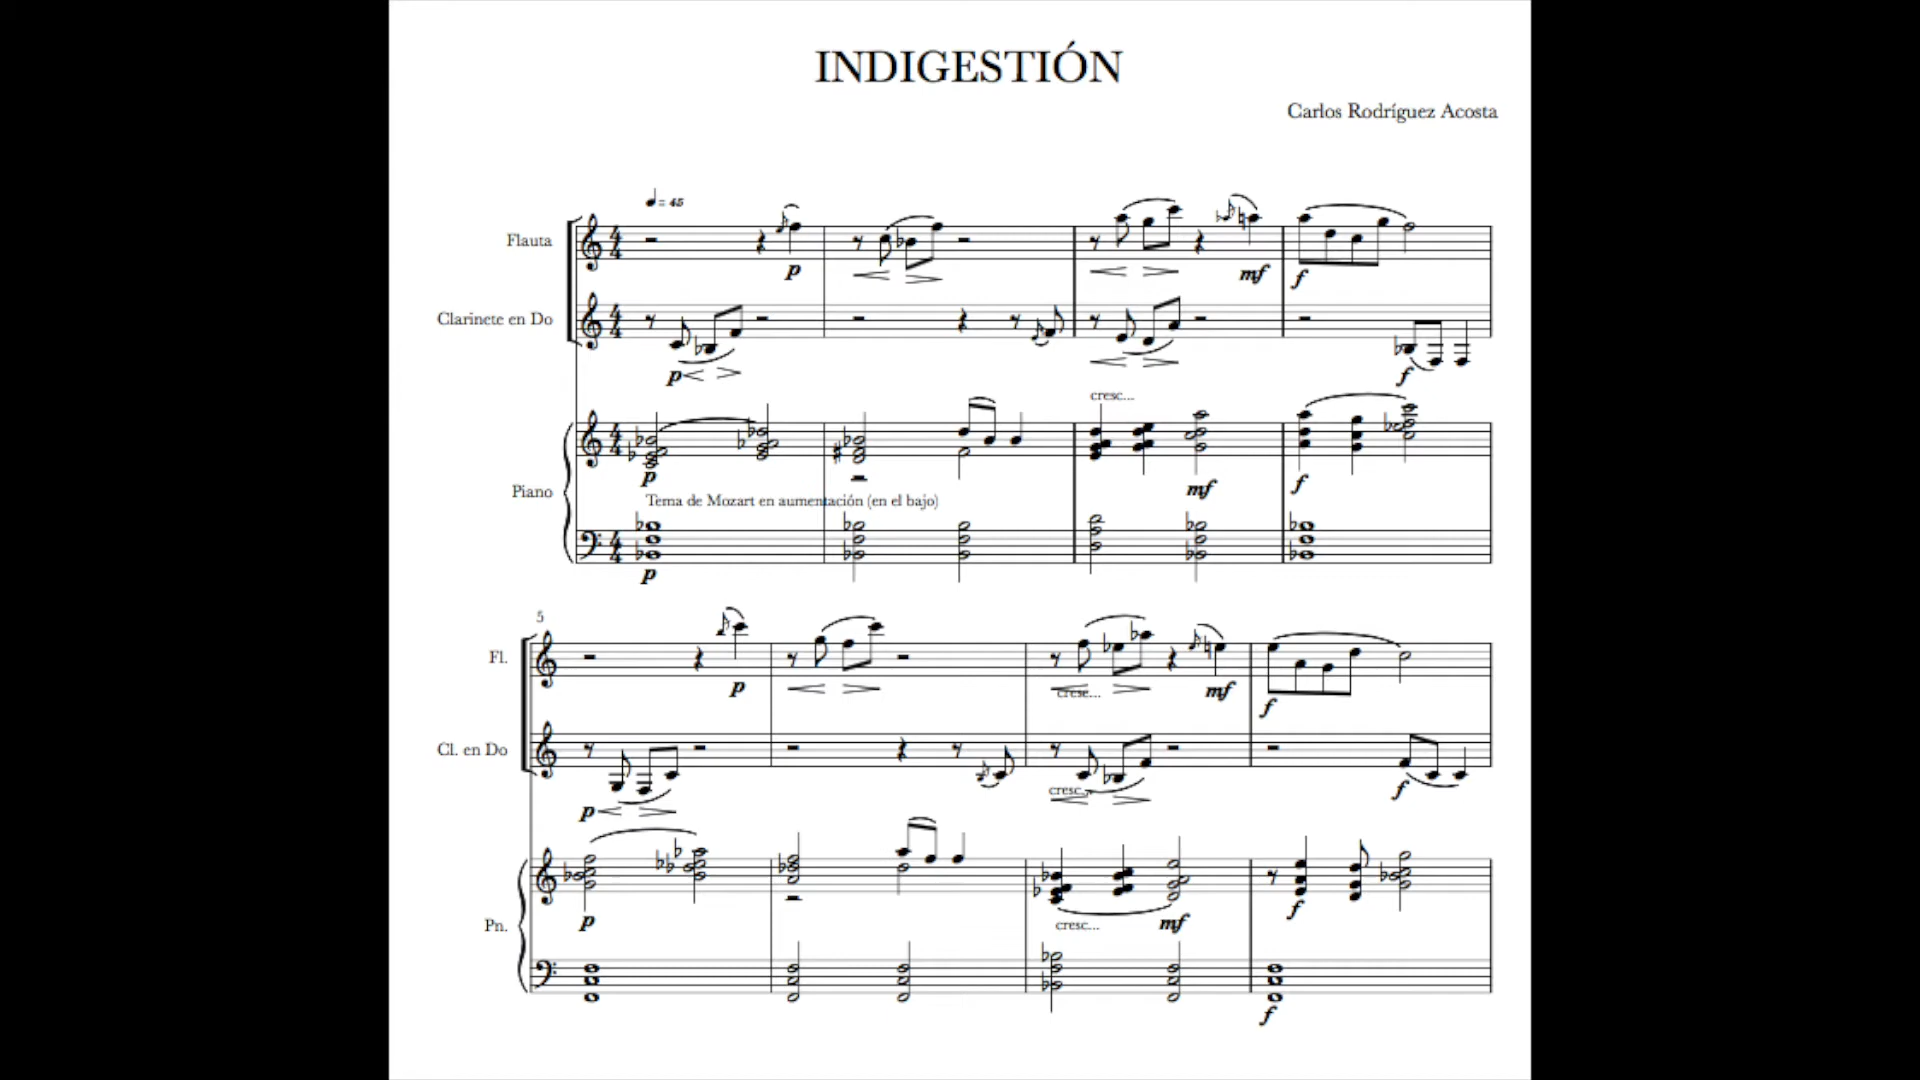 INDIGESTIÓN
Carlos Rodríguez Acosta
♩= 45
Flauta
p
mf
f
Clarinete en Do
p
f
cresc...
Piano
p
mf
f
Tema de Mozart en aumentación (en el bajo)
p
5
Fl.
p
cresc...
mf
f
Cl. en Do
p
cresc...
f
Pn.
p
cresc...
mf
f
f